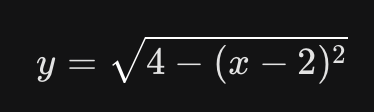 y = √(4 − (x − 2)²)